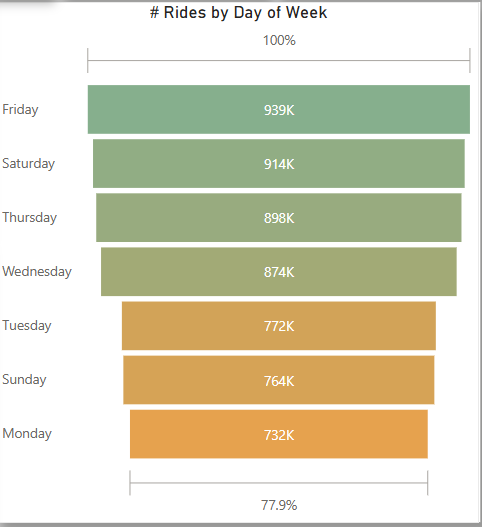 # Rides by Day of Week
100%
Friday 939K
Saturday 914K
Thursday 898K
Wednesday 874K
Tuesday 772K
Sunday 764K
Monday 732K
77.9%